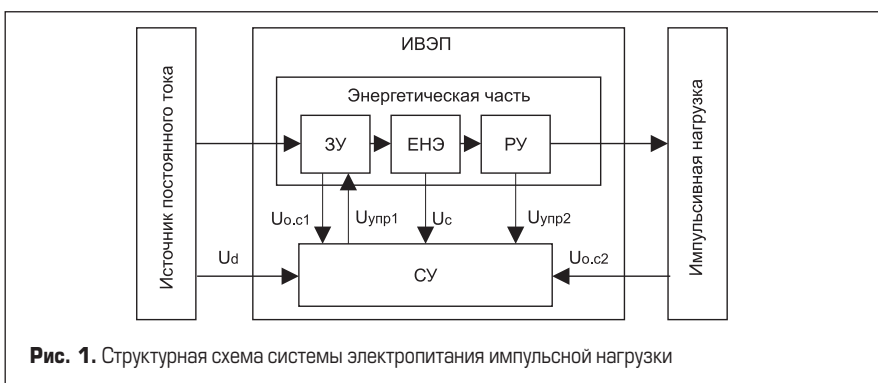 ИВЭП
Энергетическая часть
Источник постоянного тока
ЗУ
ЕНЭ
РУ
Импульсивная нагрузка
Uо.с1
Uупр1
Uс
Uупр2
Ud
СУ
Uо.с2
Рис. 1. Структурная схема системы электропитания импульсной нагрузки